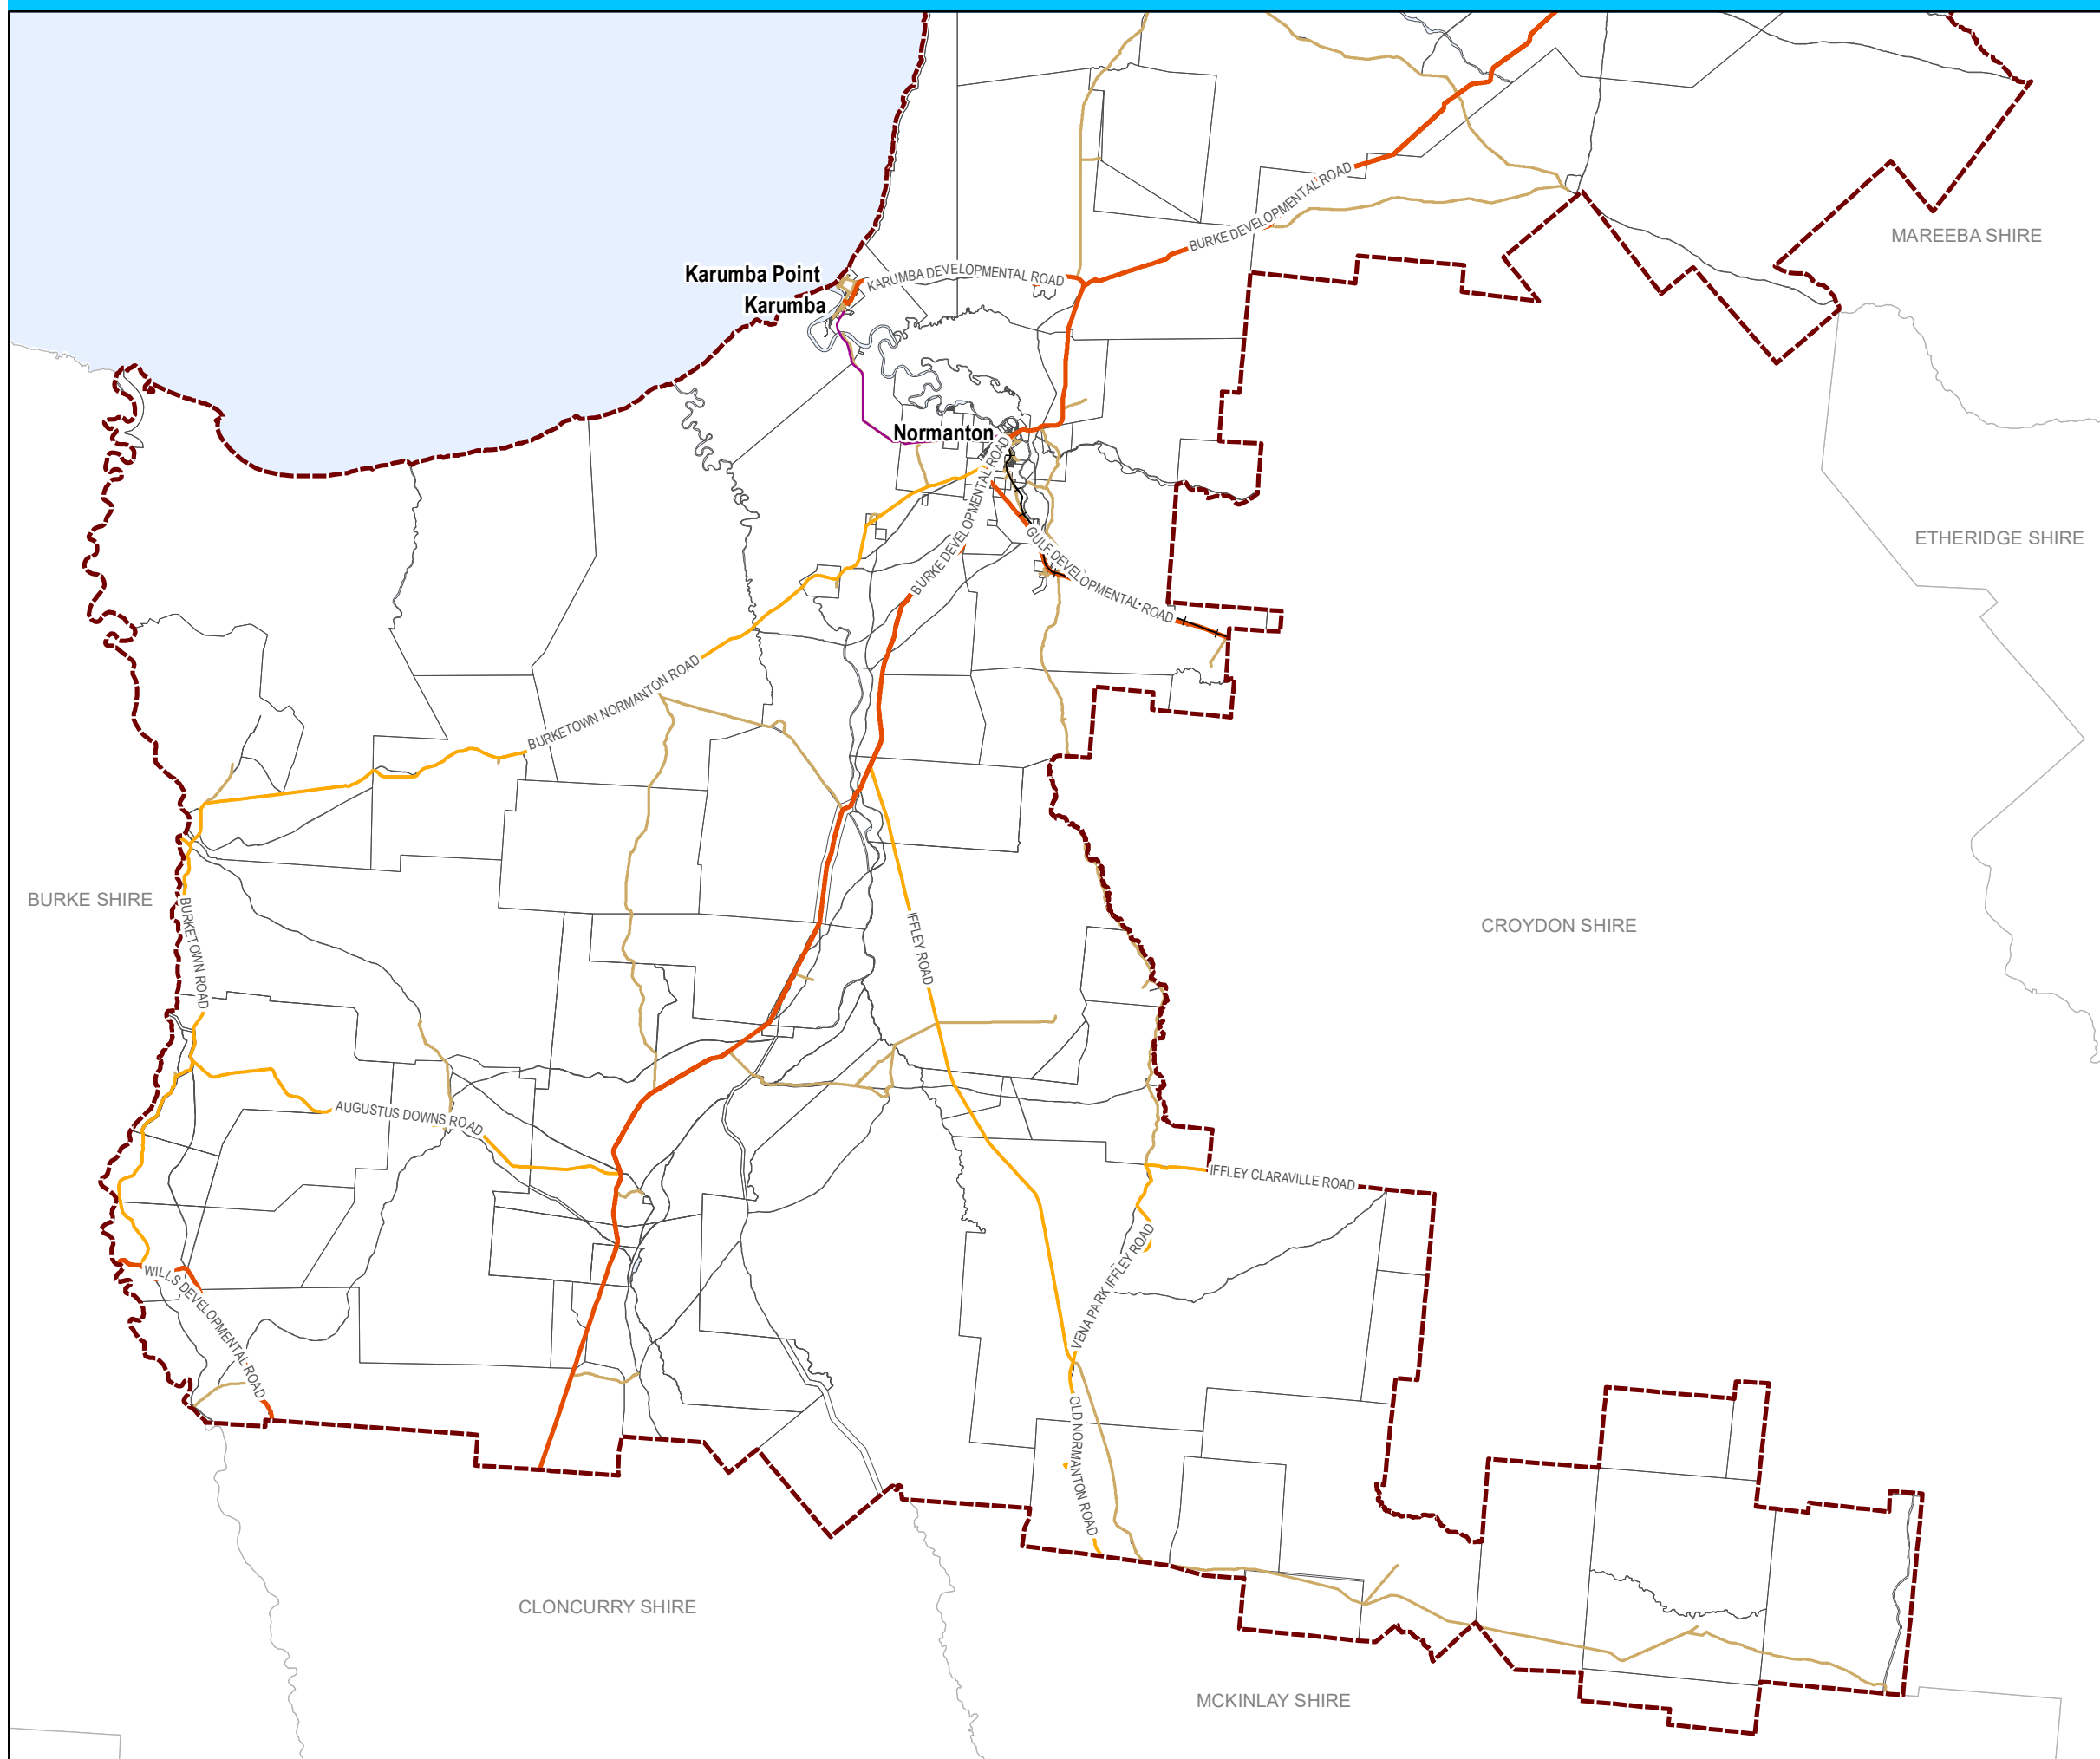 BURKE DEVELOPMENTAL ROAD
MAREEBA SHIRE
Karumba Point
KARUMBA DEVELOPMENTAL ROAD
Karumba
Normanton
BURKE DEVELOPMENTAL ROAD
GULF DEVELOPMENTAL ROAD
ETHERIDGE SHIRE
BURKETOWN NORMANTON ROAD
BURKE SHIRE
BURKETOWN ROAD
IFFLEY ROAD
CROYDON SHIRE
AUGUSTUS DOWNS ROAD
IFFLEY CLARAVILLE ROAD
VENA PARK IFFLEY ROAD
WILLS DEVELOPMENTAL ROAD
OLD NORMANTON ROAD
CLONCURRY SHIRE
MCKINLAY SHIRE